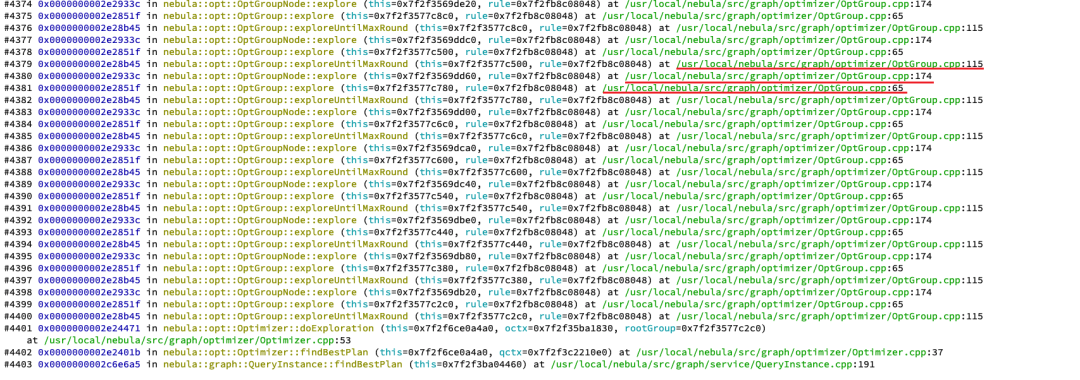 #4374 0x0000000002e2933c in nebula::opt::OptGroupNode::explore (this=0x7f2f3569de20, rule=0x7f2fb8c08048) at /usr/local/nebula/src/graph/optimizer/OptGroup.cpp:174
#4375 0x0000000002e2851f in nebula::opt::OptGroup::explore (this=0x7f2f3577c8c0, rule=0x7f2fb8c08048) at /usr/local/nebula/src/graph/optimizer/OptGroup.cpp:65
#4376 0x0000000002e28b45 in nebula::opt::OptGroup::exploreUntilMaxRound (this=0x7f2f3577c8c0, rule=0x7f2fb8c08048) at /usr/local/nebula/src/graph/optimizer/OptGroup.cpp:115
#4377 0x0000000002e2933c in nebula::opt::OptGroupNode::explore (this=0x7f2f3569ddc0, rule=0x7f2fb8c08048) at /usr/local/nebula/src/graph/optimizer/OptGroup.cpp:174
#4378 0x0000000002e2851f in nebula::opt::OptGroup::explore (this=0x7f2f3577c500, rule=0x7f2fb8c08048) at /usr/local/nebula/src/graph/optimizer/OptGroup.cpp:65
#4379 0x0000000002e28b45 in nebula::opt::OptGroup::exploreUntilMaxRound (this=0x7f2f3577c500, rule=0x7f2fb8c08048) at /usr/local/nebula/src/graph/optimizer/OptGroup.cpp:115
#4380 0x0000000002e2933c in nebula::opt::OptGroupNode::explore (this=0x7f2f3569dd60, rule=0x7f2fb8c08048) at /usr/local/nebula/src/graph/optimizer/OptGroup.cpp:174
#4381 0x0000000002e2851f in nebula::opt::OptGroup::explore (this=0x7f2f3577c780, rule=0x7f2fb8c08048) at /usr/local/nebula/src/graph/optimizer/OptGroup.cpp:65
#4382 0x0000000002e28b45 in nebula::opt::OptGroup::exploreUntilMaxRound (this=0x7f2f3577c780, rule=0x7f2fb8c08048) at /usr/local/nebula/src/graph/optimizer/OptGroup.cpp:115
#4383 0x0000000002e2933c in nebula::opt::OptGroupNode::explore (this=0x7f2f3569dd00, rule=0x7f2fb8c08048) at /usr/local/nebula/src/graph/optimizer/OptGroup.cpp:174
#4384 0x0000000002e2851f in nebula::opt::OptGroup::explore (this=0x7f2f3577c6c0, rule=0x7f2fb8c08048) at /usr/local/nebula/src/graph/optimizer/OptGroup.cpp:65
#4385 0x0000000002e28b45 in nebula::opt::OptGroup::exploreUntilMaxRound (this=0x7f2f3577c6c0, rule=0x7f2fb8c08048) at /usr/local/nebula/src/graph/optimizer/OptGroup.cpp:115
#4386 0x0000000002e2933c in nebula::opt::OptGroupNode::explore (this=0x7f2f3569dca0, rule=0x7f2fb8c08048) at /usr/local/nebula/src/graph/optimizer/OptGroup.cpp:174
#4387 0x0000000002e2851f in nebula::opt::OptGroup::explore (this=0x7f2f3577c600, rule=0x7f2fb8c08048) at /usr/local/nebula/src/graph/optimizer/OptGroup.cpp:65
#4388 0x0000000002e28b45 in nebula::opt::OptGroup::exploreUntilMaxRound (this=0x7f2f3577c600, rule=0x7f2fb8c08048) at /usr/local/nebula/src/graph/optimizer/OptGroup.cpp:115
#4389 0x0000000002e2933c in nebula::opt::OptGroupNode::explore (this=0x7f2f3569dc40, rule=0x7f2fb8c08048) at /usr/local/nebula/src/graph/optimizer/OptGroup.cpp:174
#4390 0x0000000002e2851f in nebula::opt::OptGroup::explore (this=0x7f2f3577c540, rule=0x7f2fb8c08048) at /usr/local/nebula/src/graph/optimizer/OptGroup.cpp:65
#4391 0x0000000002e28b45 in nebula::opt::OptGroup::exploreUntilMaxRound (this=0x7f2f3577c540, rule=0x7f2fb8c08048) at /usr/local/nebula/src/graph/optimizer/OptGroup.cpp:115
#4392 0x0000000002e2933c in nebula::opt::OptGroupNode::explore (this=0x7f2f3569dbe0, rule=0x7f2fb8c08048) at /usr/local/nebula/src/graph/optimizer/OptGroup.cpp:174
#4393 0x0000000002e2851f in nebula::opt::OptGroup::explore (this=0x7f2f3577c440, rule=0x7f2fb8c08048) at /usr/local/nebula/src/graph/optimizer/OptGroup.cpp:65
#4394 0x0000000002e28b45 in nebula::opt::OptGroup::exploreUntilMaxRound (this=0x7f2f3577c440, rule=0x7f2fb8c08048) at /usr/local/nebula/src/graph/optimizer/OptGroup.cpp:115
#4395 0x0000000002e2933c in nebula::opt::OptGroupNode::explore (this=0x7f2f3569db80, rule=0x7f2fb8c08048) at /usr/local/nebula/src/graph/optimizer/OptGroup.cpp:174
#4396 0x0000000002e2851f in nebula::opt::OptGroup::explore (this=0x7f2f3577c380, rule=0x7f2fb8c08048) at /usr/local/nebula/src/graph/optimizer/OptGroup.cpp:65
#4397 0x0000000002e28b45 in nebula::opt::OptGroup::exploreUntilMaxRound (this=0x7f2f3577c380, rule=0x7f2fb8c08048) at /usr/local/nebula/src/graph/optimizer/OptGroup.cpp:115
#4398 0x0000000002e2933c in nebula::opt::OptGroupNode::explore (this=0x7f2f3569db20, rule=0x7f2fb8c08048) at /usr/local/nebula/src/graph/optimizer/OptGroup.cpp:174
#4399 0x0000000002e2851f in nebula::opt::OptGroup::explore (this=0x7f2f3577c2c0, rule=0x7f2fb8c08048) at /usr/local/nebula/src/graph/optimizer/OptGroup.cpp:65
#4400 0x0000000002e28b45 in nebula::opt::OptGroup::exploreUntilMaxRound (this=0x7f2f3577c2c0, rule=0x7f2fb8c08048) at /usr/local/nebula/src/graph/optimizer/OptGroup.cpp:115
#4401 0x0000000002e24471 in nebula::opt::Optimizer::doExploration (this=0x7f2f6ce0a4a0, octx=0x7f2f35ba1830, rootGroup=0x7f2f3577c2c0)
at /usr/local/nebula/src/graph/optimizer/Optimizer.cpp:53
#4402 0x0000000002e2401b in nebula::opt::Optimizer::findBestPlan (this=0x7f2f6ce0a4a0, qctx=0x7f2f3c2210e0) at /usr/local/nebula/src/graph/optimizer/Optimizer.cpp:37
#4403 0x0000000002c6e6a5 in nebula::graph::QueryInstance::findBestPlan (this=0x7f2f3ba04460) at /usr/local/nebula/src/graph/service/QueryInstance.cpp:191